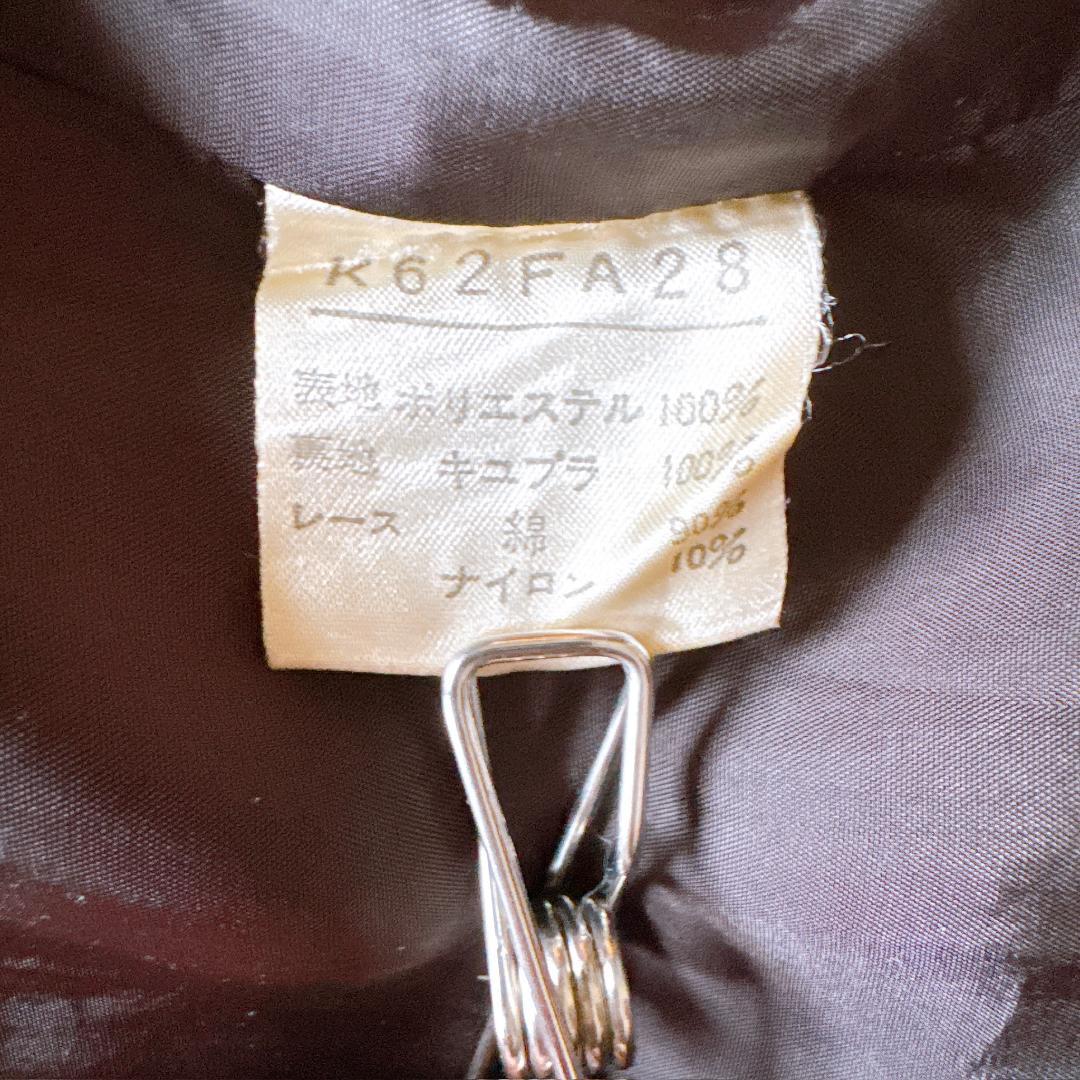 K62FA28
表地 ポリエステル 100%
裏地 キュプラ 100%
レース 綿 90%
ナイロン 10%